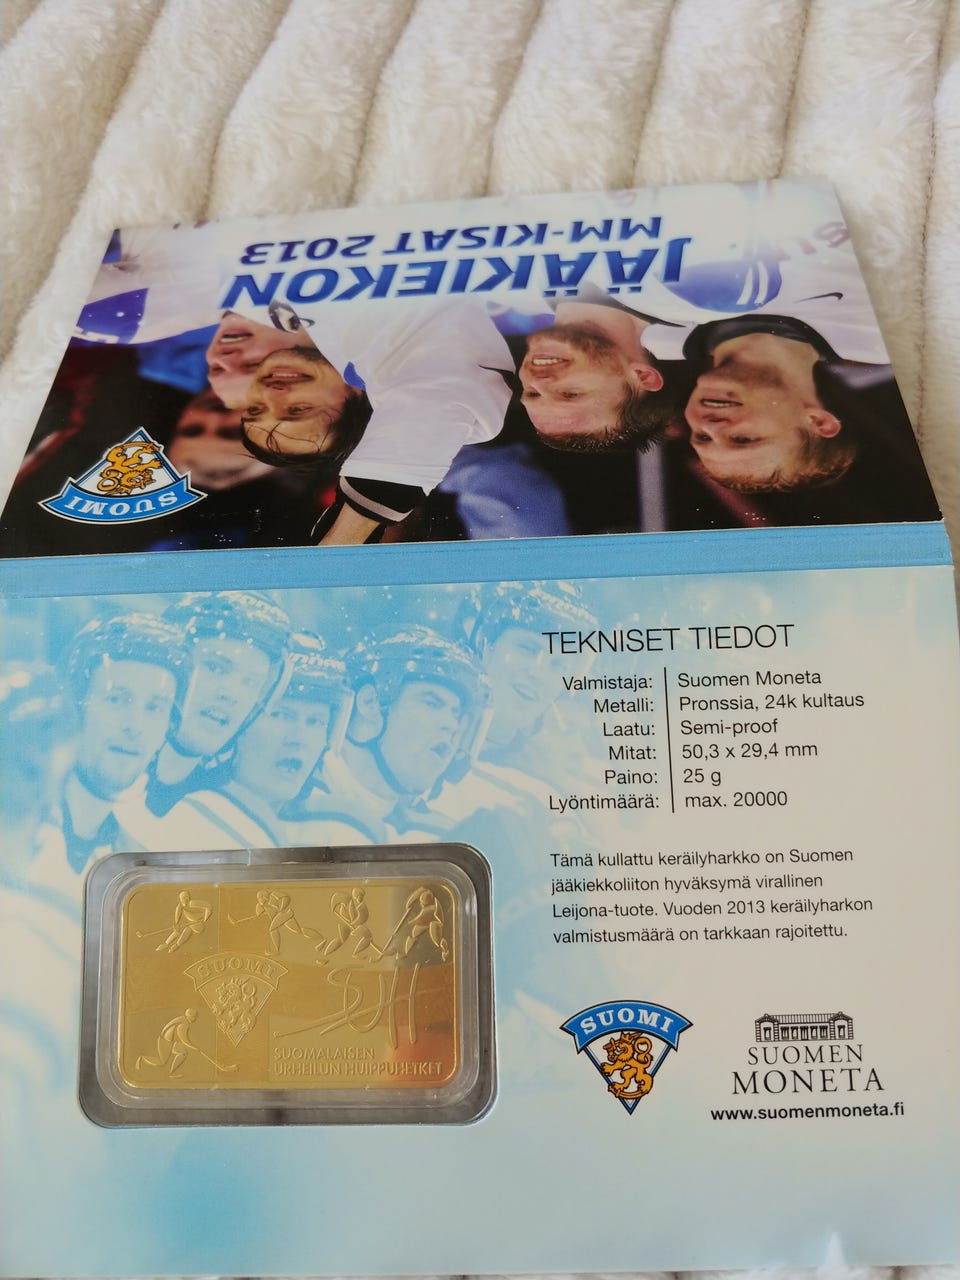 JÄÄKIEKON
MM-KISAT 2013
SUOMI
TEKNISET TIEDOT
Valmistaja: Suomen Moneta
Metalli: Pronssia, 24k kultaus
Laatu: Semi-proof
Mitat: 50,3 x 29,4 mm
Paino: 25 g
Lyöntimäärä: max. 20000
Tämä kullattu keräilyharkko on Suomen
jääkiekkoliiton hyväksymä virallinen
Leijona-tuote. Vuoden 2013 keräilyharkon
valmistusmäärä on tarkkaan rajoitettu.
SUOMI
SUOMALAISEN
URHEILUN HUIPPUHETKET
SUOMI
SUOMEN
MONETA
www.suomenmoneta.fi